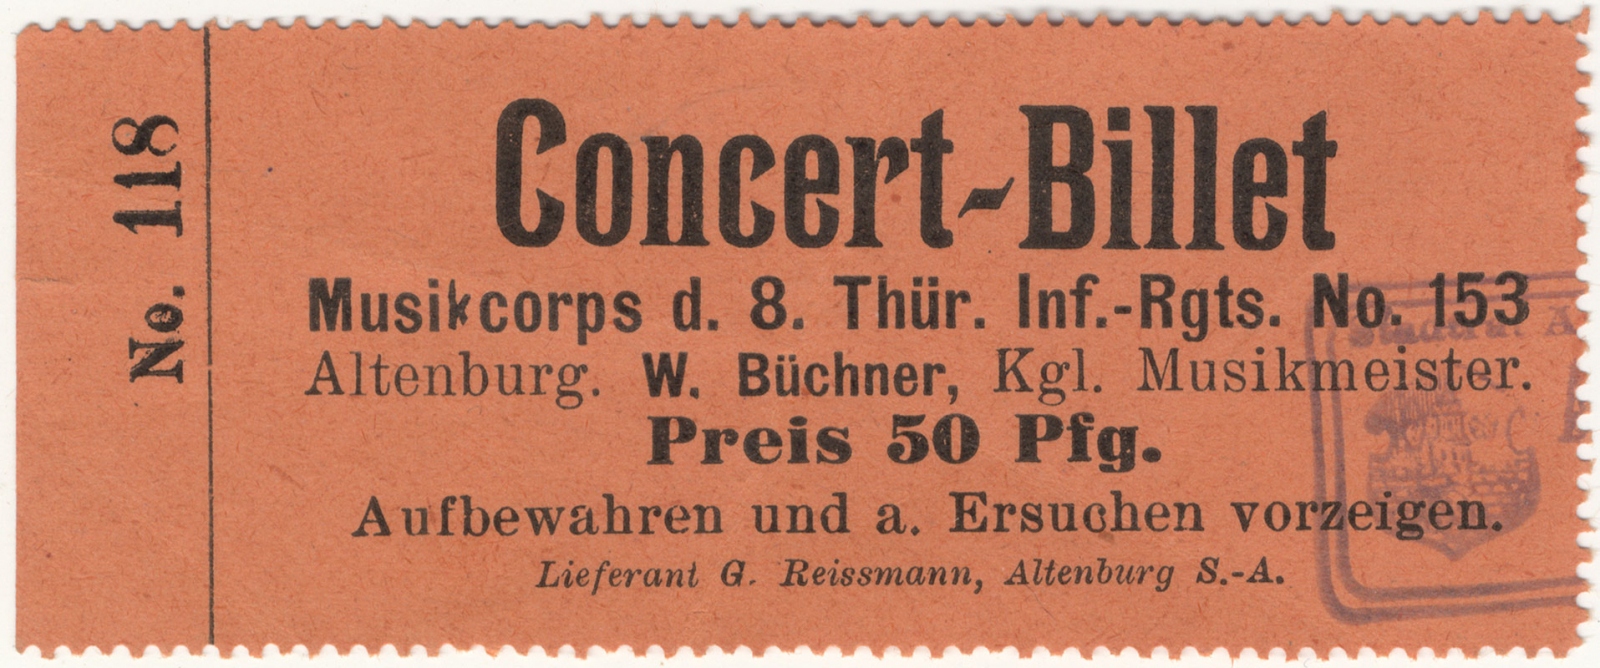 No. 118
Concert-Billet
Musikcorps d. 8. Thür. Inf.-Rgts. No. 153
Altenburg. W. Büchner, Kgl. Musikmeister.
Preis 50 Pfg.
Aufbewahren und a. Ersuchen vorzeigen.
Lieferant G. Reissmann, Altenburg S.-A.